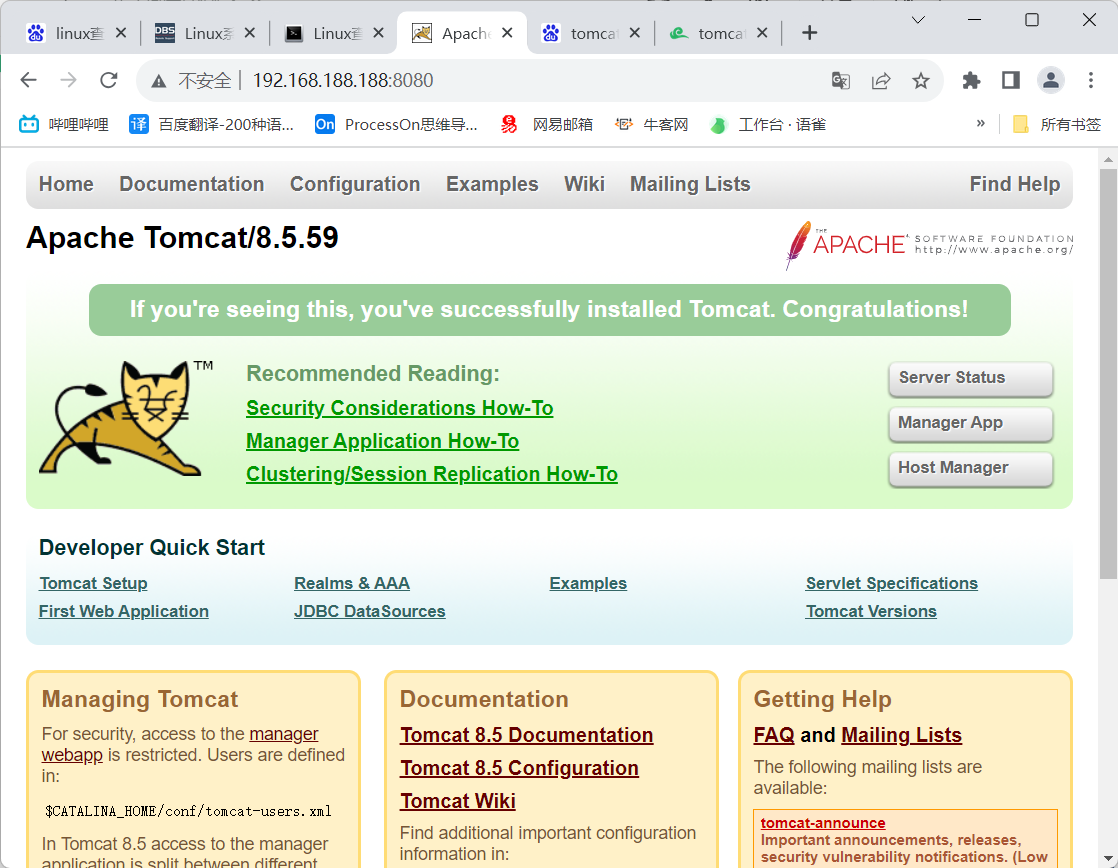 linux查
Linux系
Linux查
Apache
tomcat
tomcat
不安全 192.168.188.188:8080
哔哩哔哩 百度翻译-200种语... ProcessOn思维导... 网易邮箱 牛客网 工作台 · 语雀 » 所有书签
Home Documentation Configuration Examples Wiki Mailing Lists Find Help
Apache Tomcat/8.5.59
THE APACHE SOFTWARE FOUNDATION
http://www.apache.org/
If you're seeing this, you've successfully installed Tomcat. Congratulations!
TM
Recommended Reading:
Security Considerations How-To
Manager Application How-To
Clustering/Session Replication How-To
Server Status
Manager App
Host Manager
Developer Quick Start
Tomcat Setup
First Web Application
Realms & AAA
JDBC DataSources
Examples
Servlet Specifications
Tomcat Versions
Managing Tomcat
For security, access to the manager
webapp is restricted. Users are defined
in:
$CATALINA_HOME/conf/tomcat-users.xml
In Tomcat 8.5 access to the manager
application is split between different
Documentation
Tomcat 8.5 Documentation
Tomcat 8.5 Configuration
Tomcat Wiki
Find additional important configuration
information in:
Getting Help
FAQ and Mailing Lists
The following mailing lists are
available:
tomcat-announce
Important announcements, releases,
security vulnerability notifications. (Low